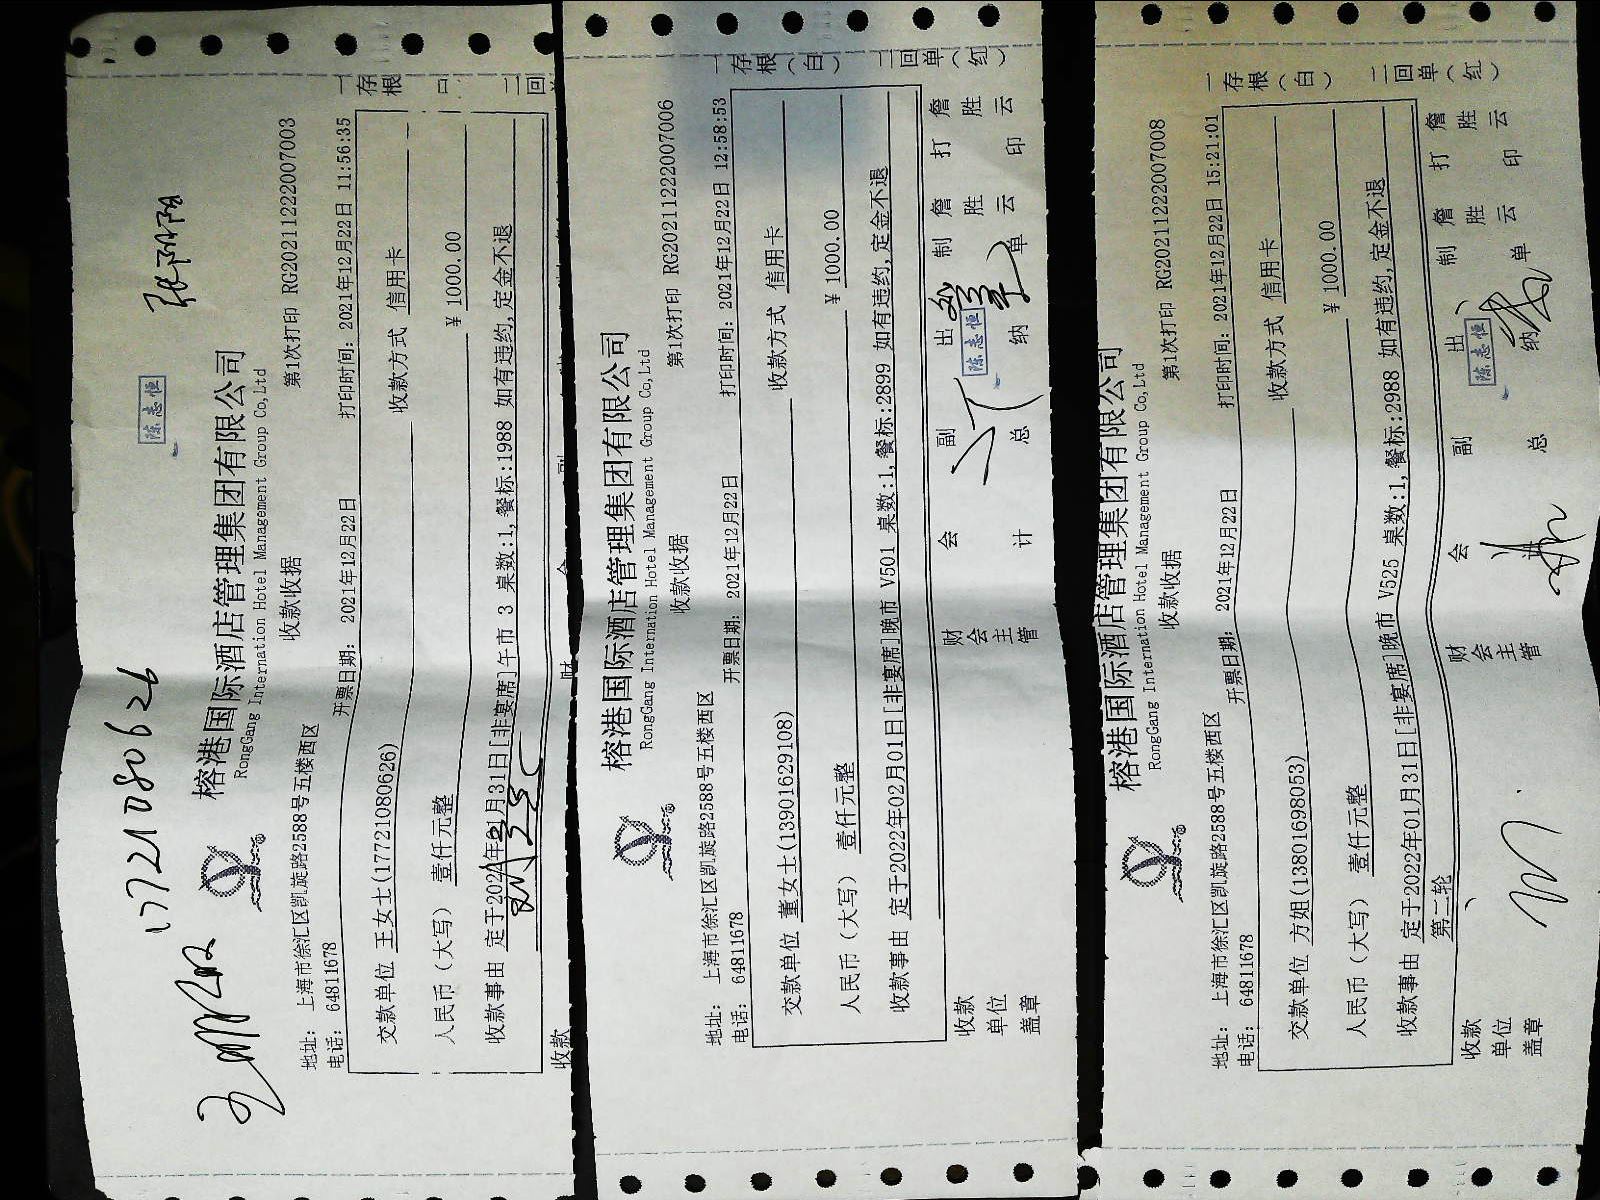 17721080626
陈志恒
榕港国际酒店管理集团有限公司
RongGang Internation Hotel Management Group Co,Ltd
收款收据
第1次打印 RG20211222007003
地址: 上海市徐汇区凯旋路2588号五楼西区
电话: 64811678
开票日期: 2021年12月22日
打印时间: 2021年12月22日 11:56:35
一存根
二回
交款单位 王女士(17721080626)
收款方式 信用卡
人民币(大写) 壹仟元整
¥ 1000.00
收款事由 定于202 年 月31日[非宴席]午市 3 桌数:1,餐标:1988 如有违约,定金不退
收款
榕港国际酒店管理集团有限公司
RongGang Internation Hotel Management Group Co,Ltd
收款收据
第1次打印 RG20211222007006
地址: 上海市徐汇区凯旋路2588号五楼西区
电话: 64811678
开票日期: 2021年12月22日
打印时间: 2021年12月22日 12:58:53
一存根(白)
二回单(红)
交款单位 董女士(13901629108)
收款方式 信用卡
人民币(大写) 壹仟元整
¥ 1000.00
收款事由 定于2022年02月01日[非宴席]晚市 V501 桌数:1,餐标:2899 如有违约,定金不退
收款单位盖章
财会主管
会计
副总
出纳
陈志恒
制单
詹胜云
打印
詹胜云
榕港国际酒店管理集团有限公司
RongGang Internation Hotel Management Group Co,Ltd
收款收据
第1次打印 RG20211222007008
地址: 上海市徐汇区凯旋路2588号五楼西区
电话: 64811678
开票日期: 2021年12月22日
打印时间: 2021年12月22日 15:21:01
一存根(白)
二回单(红)
交款单位 方姐(13801698053)
收款方式 信用卡
人民币(大写) 壹仟元整
¥ 1000.00
收款事由 定于2022年01月31日[非宴席]晚市 V525 桌数:1,餐标:2988 如有违约,定金不退
第二轮
收款单位盖章
财会主管
会
副总
出纳
陈志恒
制单
詹胜云
打印
詹胜云